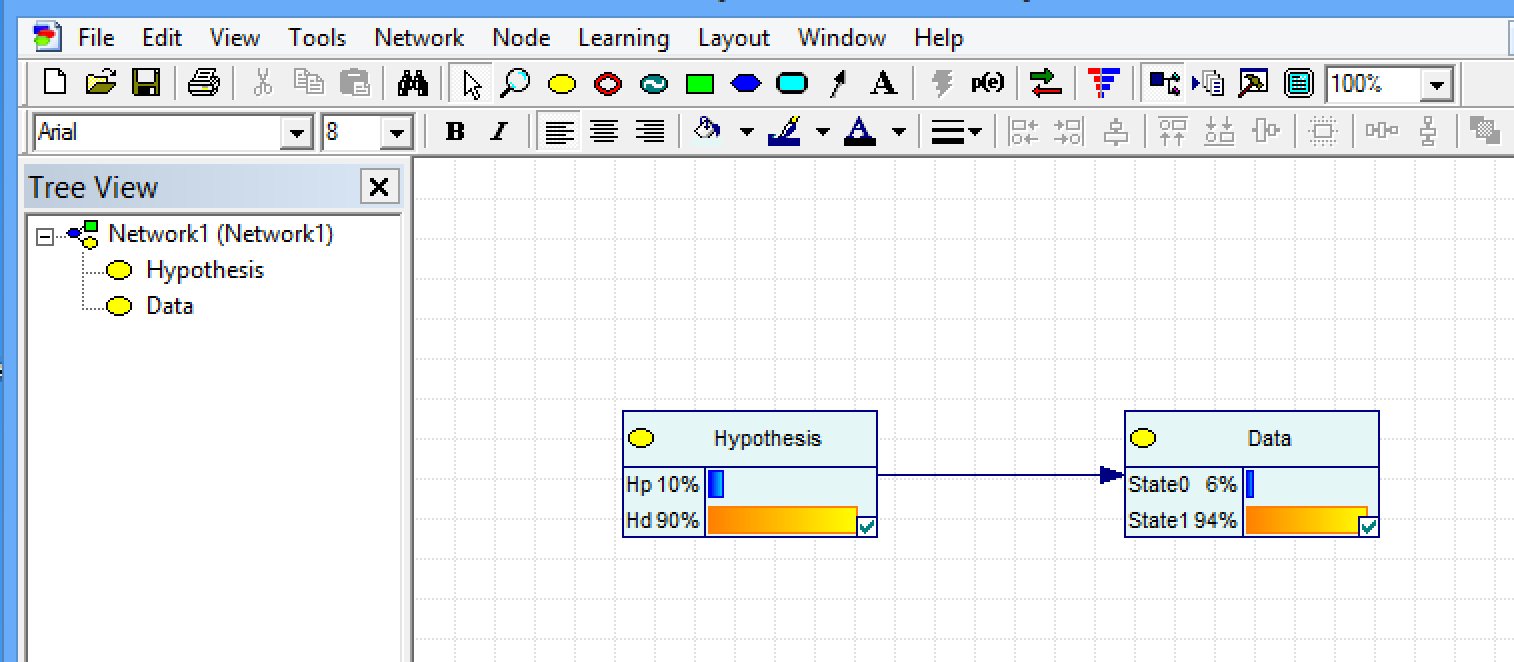 File Edit View Tools Network Node Learning Layout Window Help
A p(e) 100%
Arial 8 B I A
Tree View
Network1 (Network1)
Hypothesis
Data
Hypothesis
Hp 10%
Hd 90%
Data
State0 6%
State1 94%